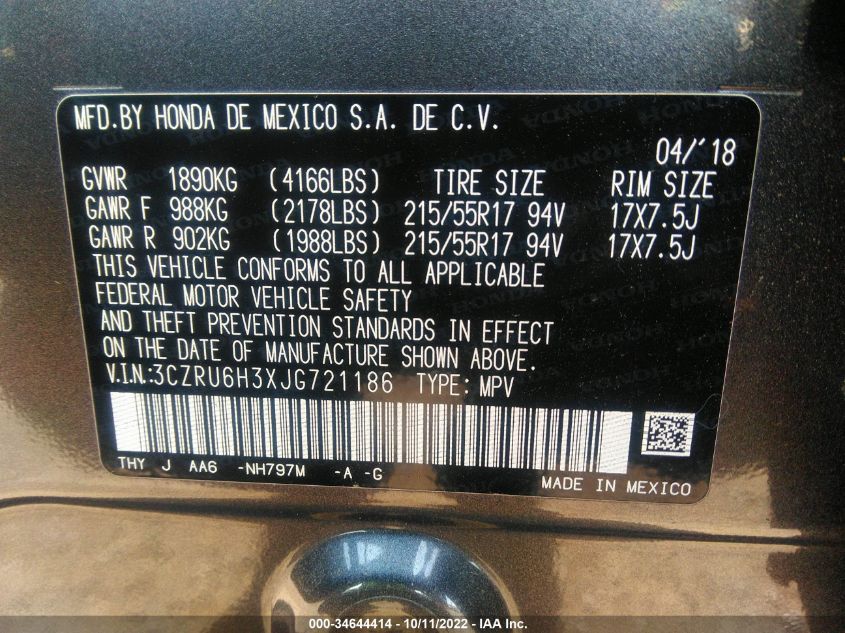 MFD.BY HONDA DE MEXICO S.A. DE C.V.
04/'18
GVWR 1890KG (4166LBS) TIRE SIZE RIM SIZE
GAWR F 988KG (2178LBS) 215/55R17 94V 17X7.5J
GAWR R 902KG (1988LBS) 215/55R17 94V 17X7.5J
THIS VEHICLE CONFORMS TO ALL APPLICABLE
FEDERAL MOTOR VEHICLE SAFETY
AND THEFT PREVENTION STANDARDS IN EFFECT
ON THE DATE OF MANUFACTURE SHOWN ABOVE.
V.I.N.:3CZRU6H3XJG721186 TYPE: MPV
THY J AA6 -NH797M -A -G
MADE IN MEXICO
000-34644414 - 10/11/2022 - IAA Inc.